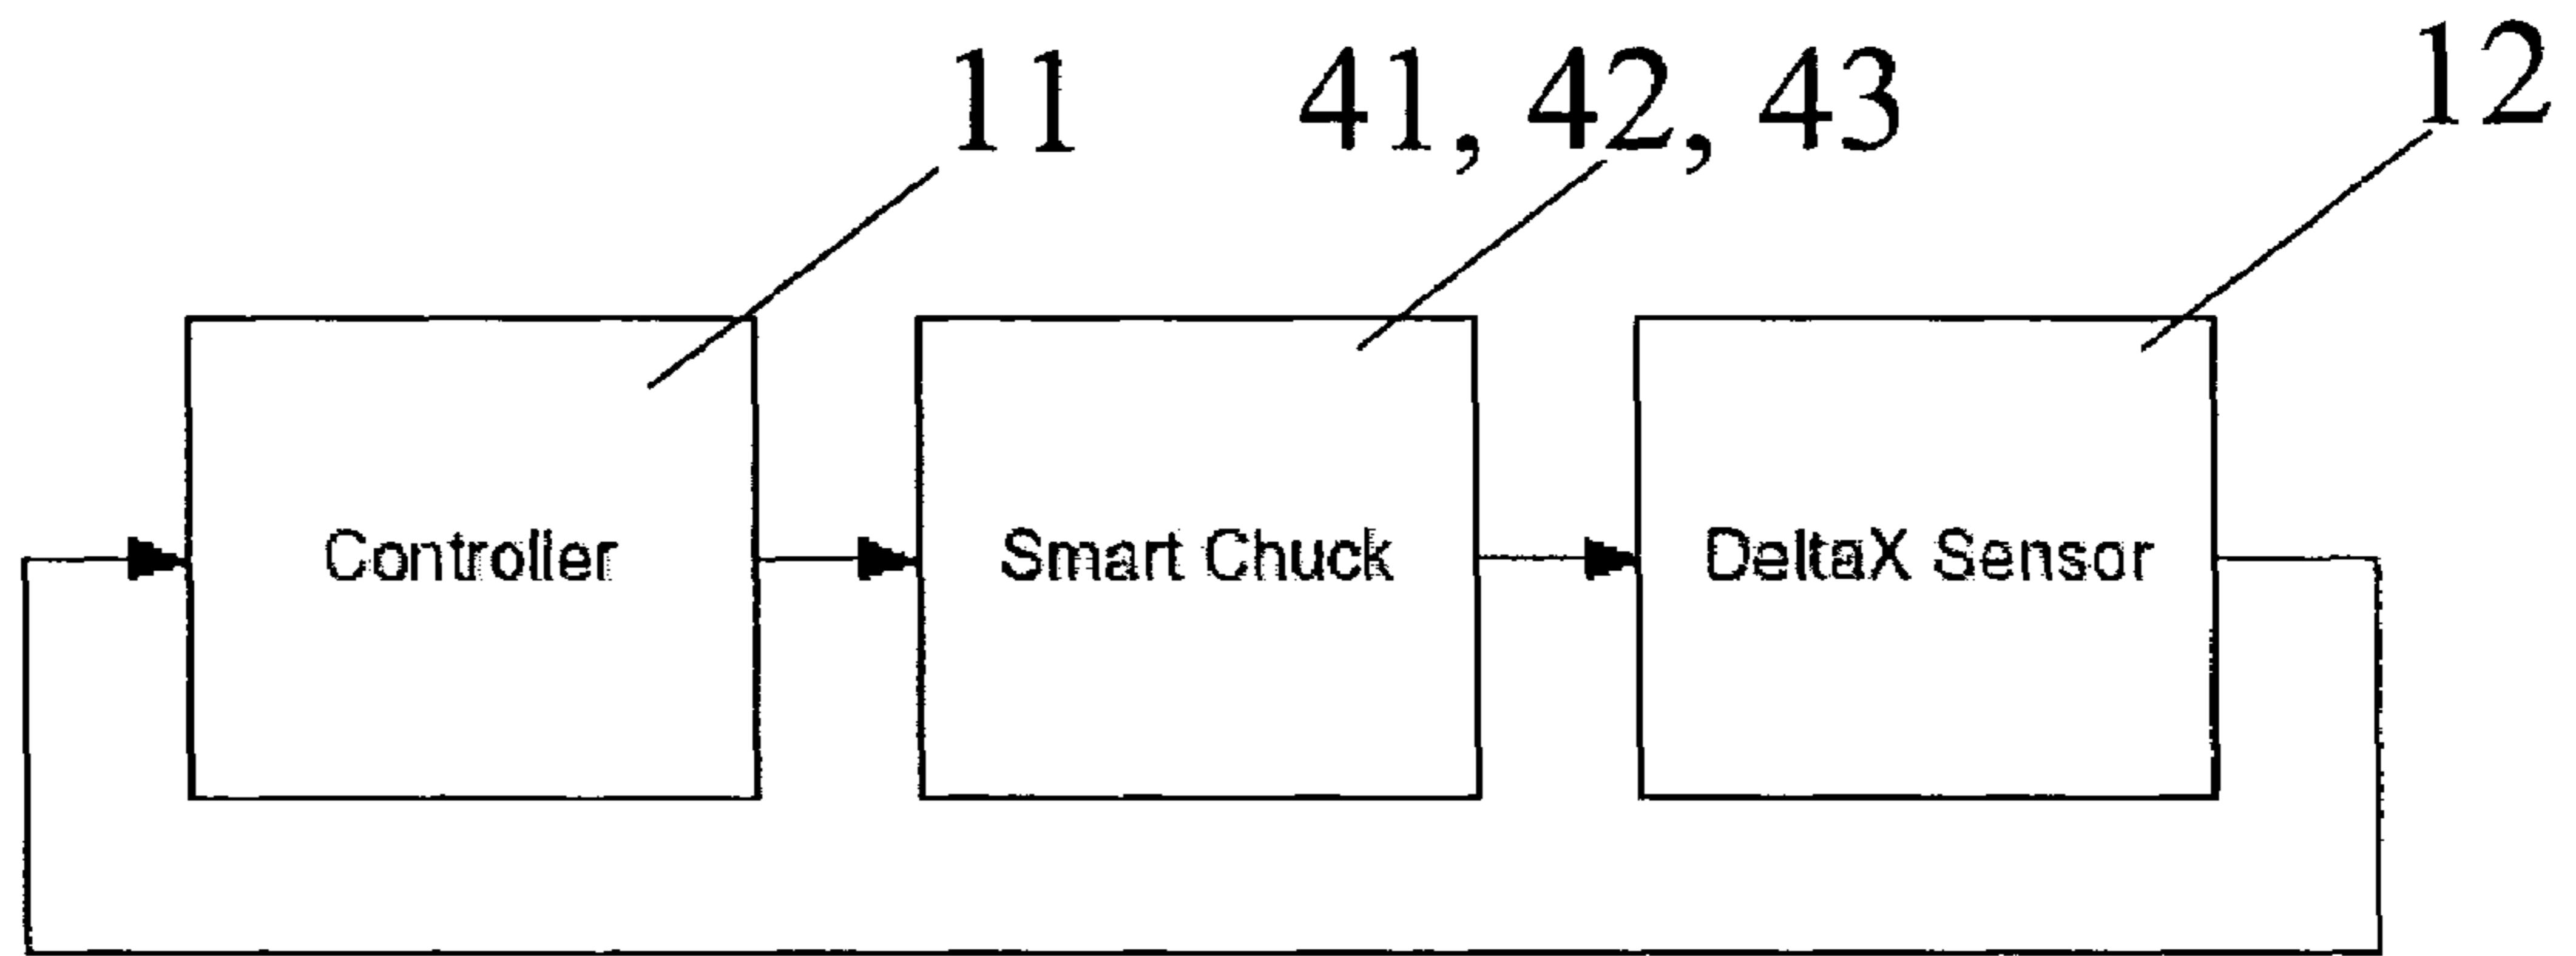 11
41, 42, 43
12
Controller
Smart Chuck
DeltaX Sensor